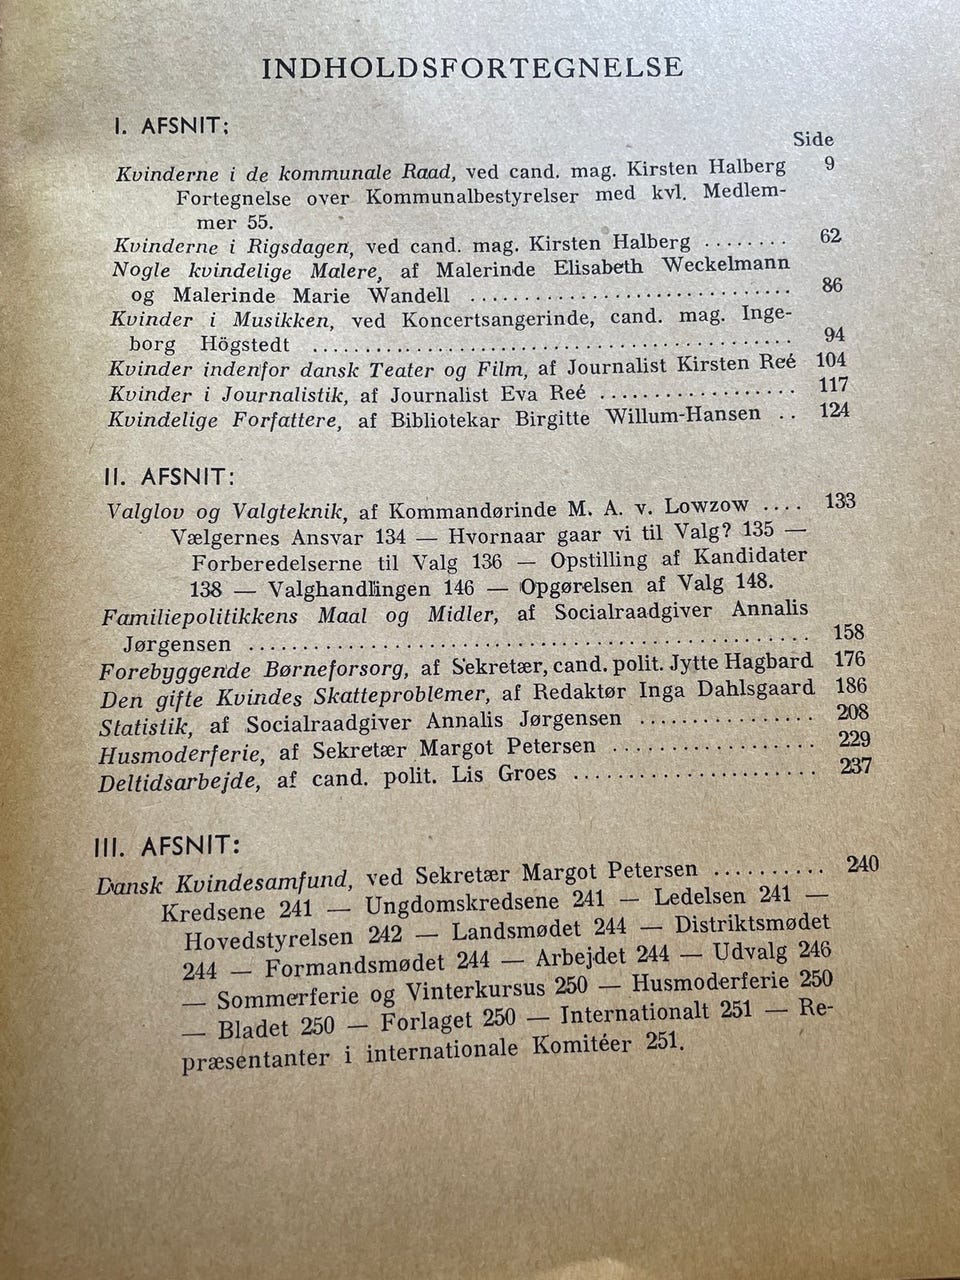 INDHOLDSFORTEGNELSE
I. AFSNIT:
Side
Kvinderne i de kommunale Raad, ved cand. mag. Kirsten Halberg 9
Fortegnelse over Kommunalbestyrelser med kvl. Medlem-
mer 55.
Kvinderne i Rigsdagen, ved cand. mag. Kirsten Halberg ........ 62
Nogle kvindelige Malere, af Malerinde Elisabeth Weckelmann
og Malerinde Marie Wandell .............................. 86
Kvinder i Musikken, ved Koncertsangerinde, cand. mag. Inge-
borg Högstedt ............................................ 94
Kvinder indenfor dansk Teater og Film, af Journalist Kirsten Reé 104
Kvinder i Journalistik, af Journalist Eva Reé .................. 117
Kvindelige Forfattere, af Bibliotekar Birgitte Willum-Hansen .. 124
II. AFSNIT:
Valglov og Valgteknik, af Kommandørinde M. A. v. Lowzow .... 133
Vælgernes Ansvar 134 — Hvornaar gaar vi til Valg? 135 —
Forberedelserne til Valg 136 — Opstilling af Kandidater
138 — Valghandlingen 146 — Opgørelsen af Valg 148.
Familiepolitikkens Maal og Midler, af Socialraadgiver Annalis
Jørgensen .................................................. 158
Forebyggende Børneforsorg, af Sekretær, cand. polit. Jytte Hagbard 176
Den gifte Kvindes Skatteproblemer, af Redaktør Inga Dahlsgaard 186
Statistik, af Socialraadgiver Annalis Jørgensen ................ 208
Husmoderferie, af Sekretær Margot Petersen .................. 229
Deltidsarbejde, af cand. polit. Lis Groes ...................... 237
III. AFSNIT:
Dansk Kvindesamfund, ved Sekretær Margot Petersen .......... 240
Kredsene 241 — Ungdomskredsene 241 — Ledelsen 241 —
Hovedstyrelsen 242 — Landsmødet 244 — Distriktsmødet
244 — Formandsmødet 244 — Arbejdet 244 — Udvalg 246
— Sommerferie og Vinterkursus 250 — Husmoderferie 250
— Bladet 250 — Forlaget 250 — Internationalt 251 — Re-
præsentanter i internationale Komitéer 251.